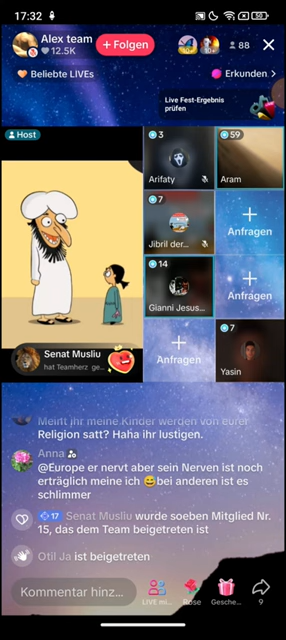 17:32
50
Alex team
12.5K
+ Folgen
88
Beliebte LIVEs
Erkunden >
Live Fest-Ergebnis
prüfen
Host
3
Arifaty
59
Aram
7
Jibril der...
Anfragen
14
Gianni Jesus...
Anfragen
Anfragen
7
Yasin
Senat Musliu
hat Teamherz ge...
Meint ihr meine Kinder werden von eurer
Religion satt? Haha ihr lustigen.
Anna
@Europe er nervt aber sein Nerven ist noch
erträglich meine ich 😅bei anderen ist es
schlimmer
17 Senat Musliu wurde soeben Mitglied Nr.
15, das dem Team beigetreten ist
Otil Ja ist beigetreten
Kommentar hinz...
LIVE mi...
Rose
Gesche...
9